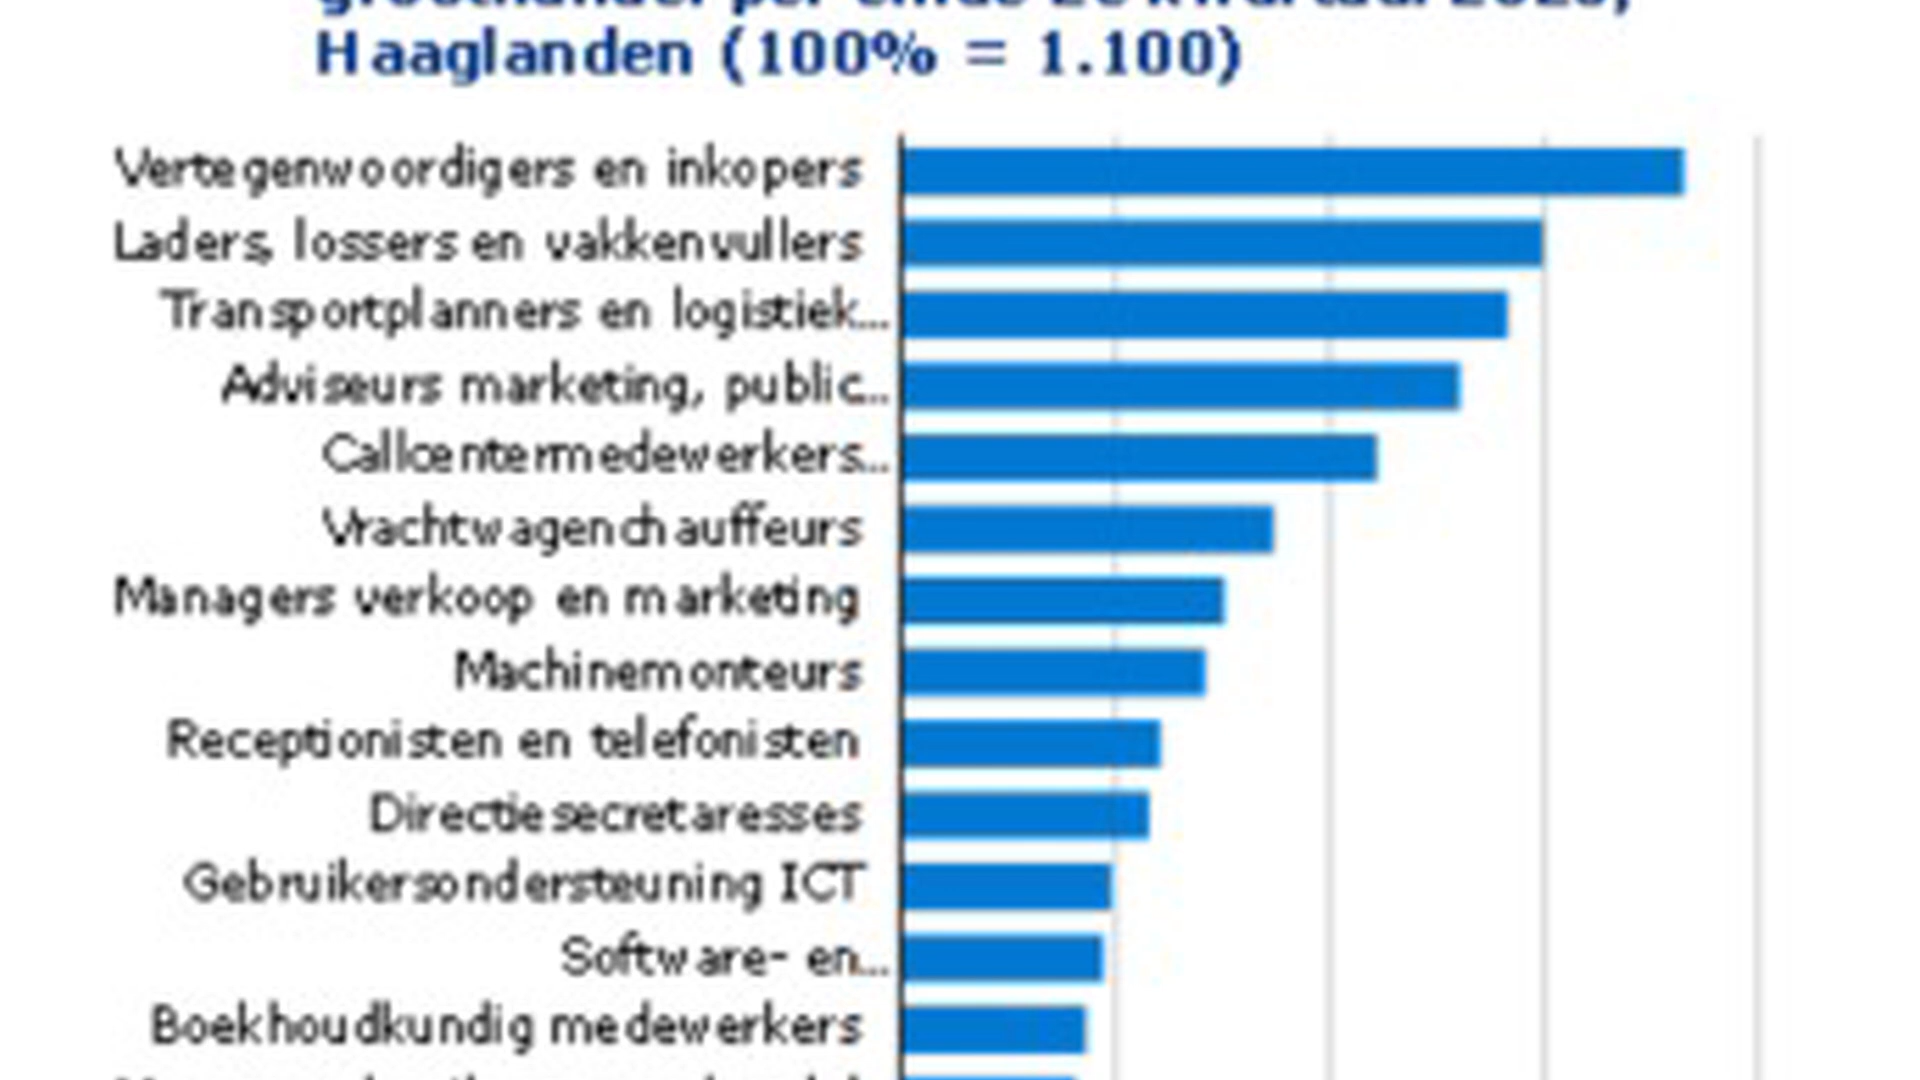 Haaglanden (100% = 1.100)
Vertegenwoordigers en inkopers
Laders, lossers en vakkenvullers
Transportplanners en logistiek...
Adviseurs marketing, public...
Callcentermedewerkers...
Vrachtwagenchauffeurs
Managers verkoop en marketing
Machinemonteurs
Receptionisten en telefonisten
Directiesecretaresses
Gebruikersondersteuning ICT
Software- en...
Boekhoudkundig medewerkers